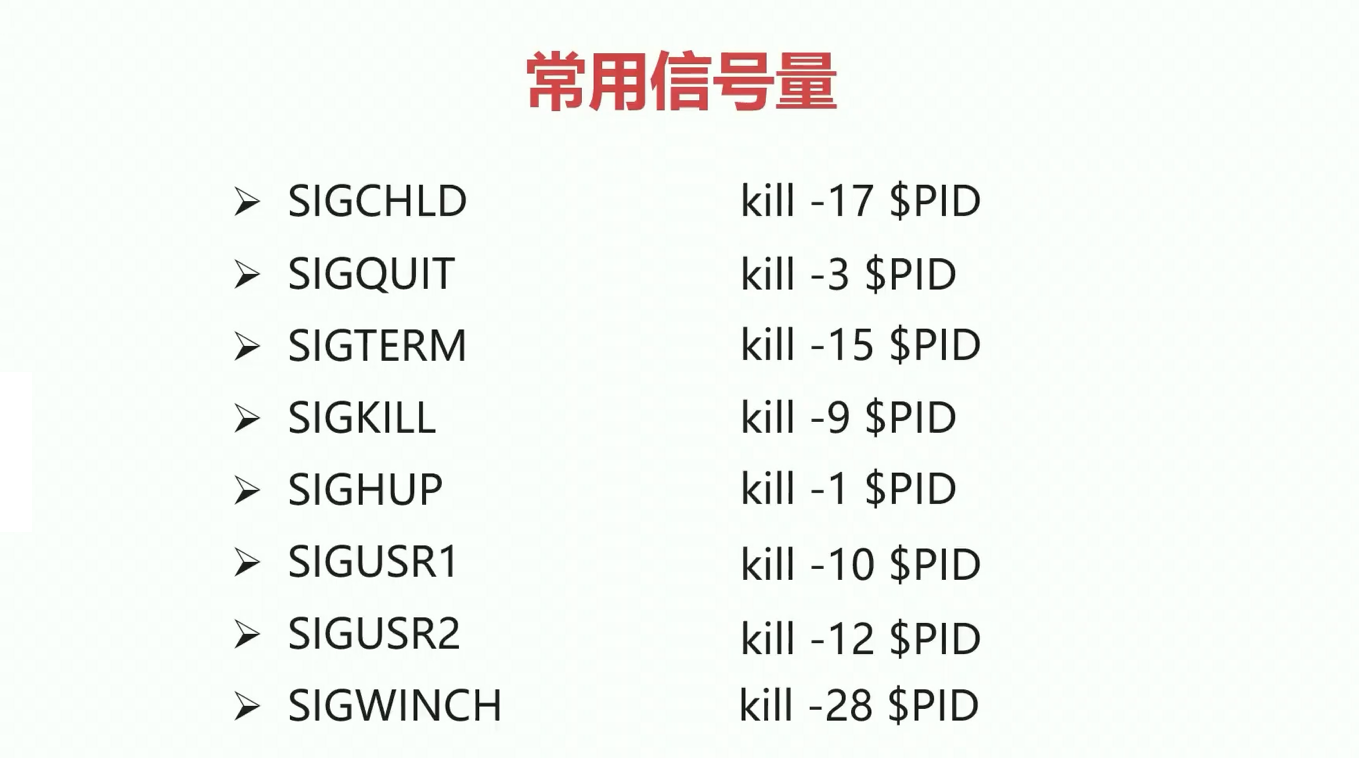 常用信号量
➢ SIGCHLD kill -17 $PID
➢ SIGQUIT kill -3 $PID
➢ SIGTERM kill -15 $PID
➢ SIGKILL kill -9 $PID
➢ SIGHUP kill -1 $PID
➢ SIGUSR1 kill -10 $PID
➢ SIGUSR2 kill -12 $PID
➢ SIGWINCH kill -28 $PID